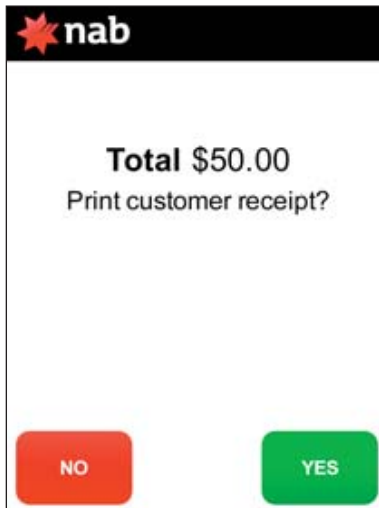 nab
Total $50.00
Print customer receipt?
NO
YES